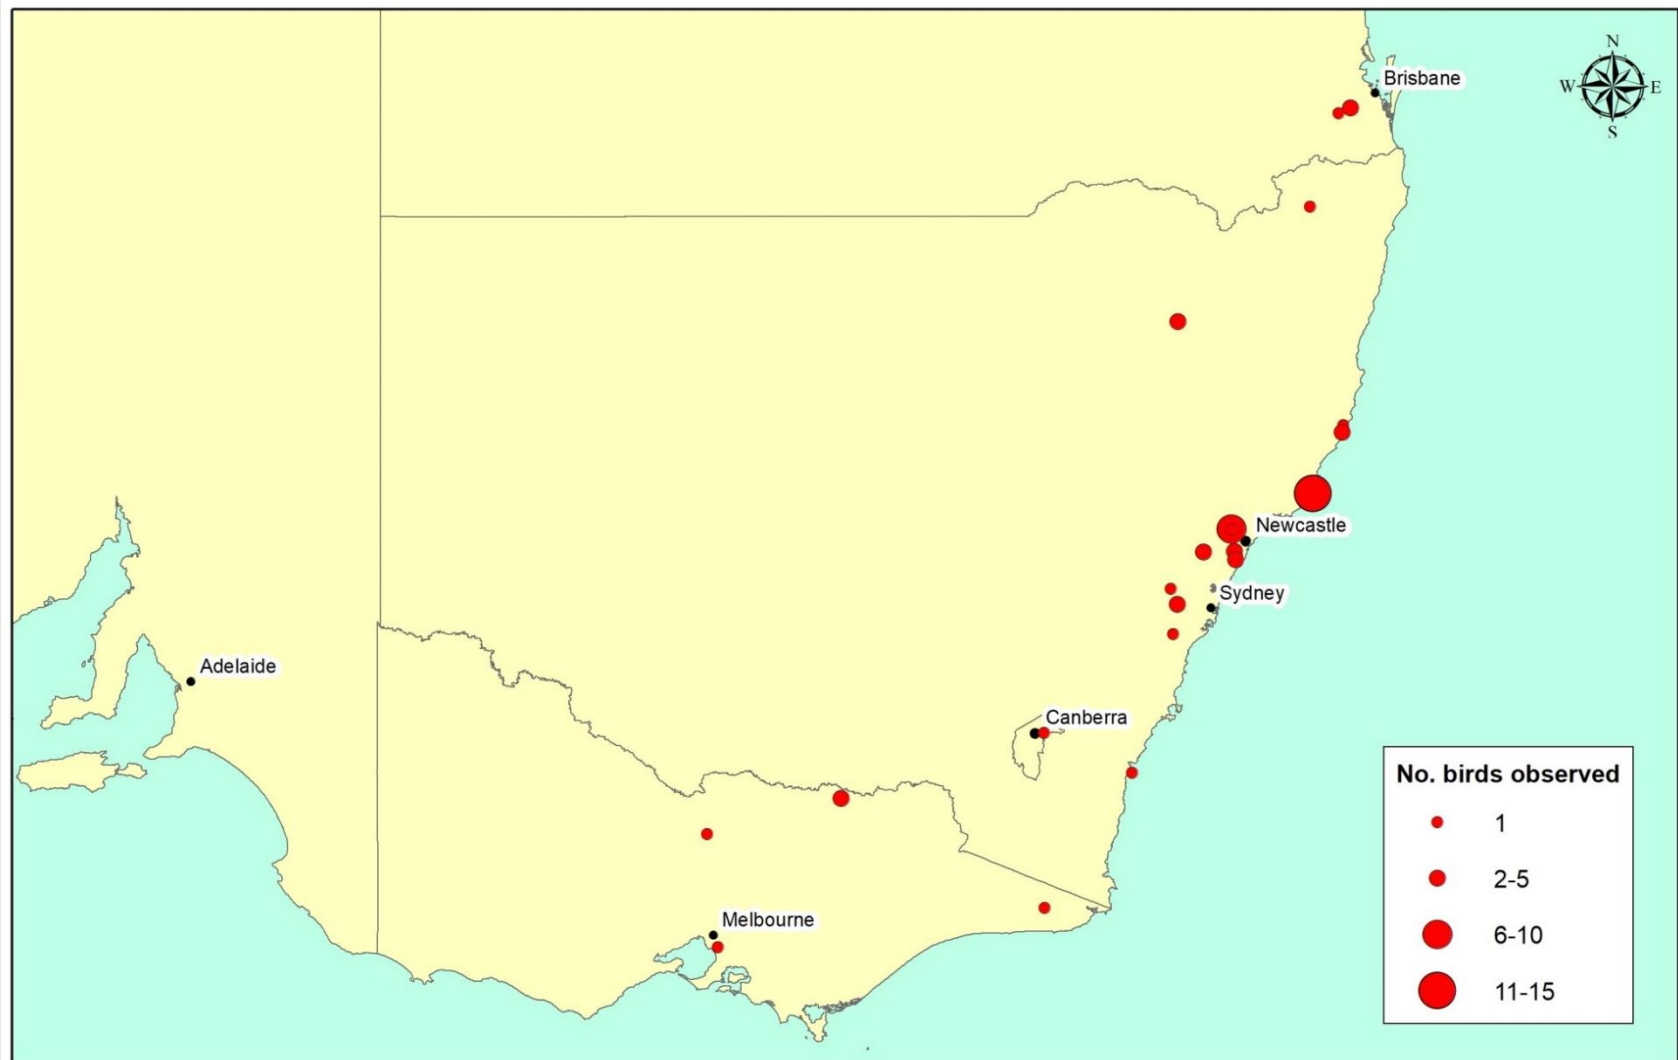 N
Brisbane
W E
S
Newcastle
Sydney
Adelaide
Canberra
No. birds observed
1
2-5
Melbourne
6-10
11-15